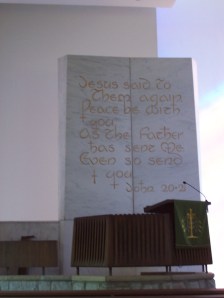 Jesus said to
Them again
Peace be with
you
As The Father
has sent Me
Even so send
I you
John 20:21